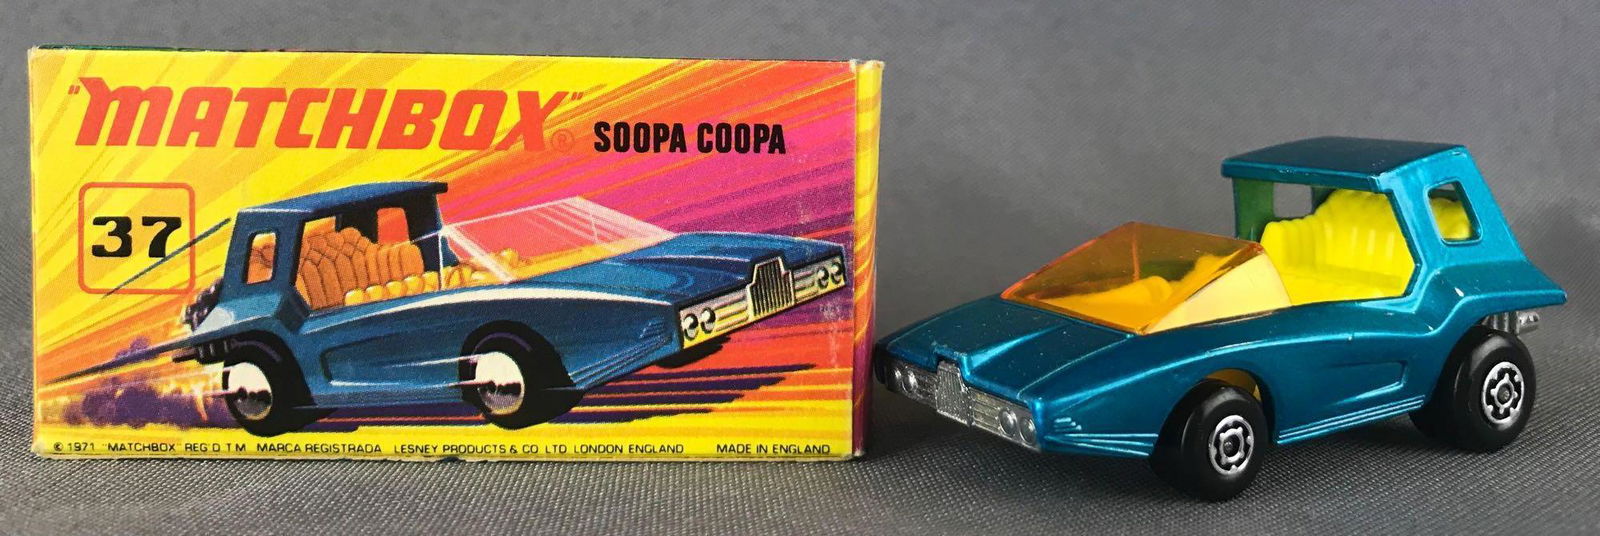 "MATCHBOX"®
SOOPA COOPA
37
© 1971 "MATCHBOX" REG'D T M MARCA REGISTRADA LESNEY PRODUCTS & CO LTD LONDON ENGLAND MADE IN ENGLAND